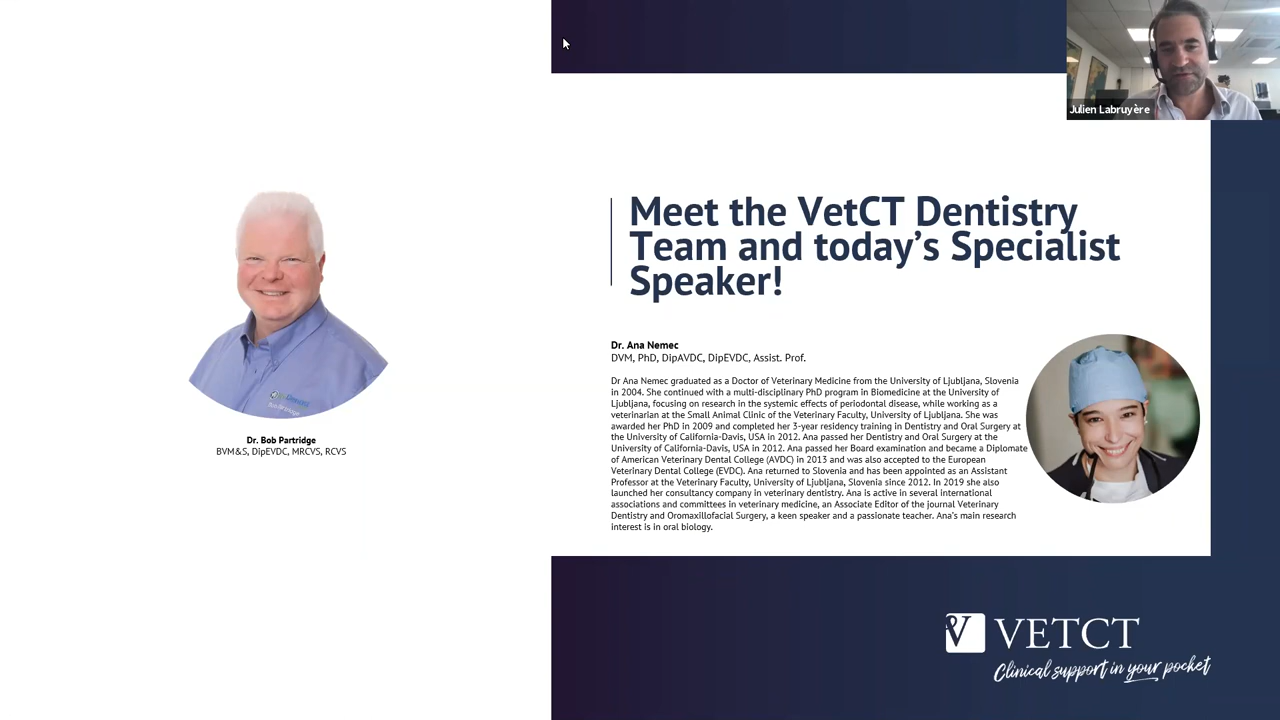 Julien Labruyère
Meet the VetCT Dentistry
Team and today's Specialist
Speaker!
Dr. Ana Nemec
DVM, PhD, DipAVDC, DipEVDC, Assist. Prof.
Dr Ana Nemec graduated as a Doctor of Veterinary Medicine from the University of Ljubljana, Slovenia
in 2004. She continued with a multi-disciplinary PhD program in Biomedicine at the University of
Ljubljana, focusing on research in the systemic effects of periodontal disease, while working as a
veterinarian at the Small Animal Clinic of the Veterinary Faculty, University of Ljubljana. She was
awarded her PhD in 2009 and completed her 3-year residency training in Dentistry and Oral Surgery at
the University of California-Davis, USA in 2012. Ana passed her Dentistry and Oral Surgery at the
University of California-Davis, USA in 2012. Ana passed her Board examination and became a Diplomate
of American Veterinary Dental College (AVDC) in 2013 and was also accepted to the European
Veterinary Dental College (EVDC). Ana returned to Slovenia and has been appointed as an Assistant
Professor at the Veterinary Faculty, University of Ljubljana, Slovenia since 2012. In 2019 she also
launched her consultancy company in veterinary dentistry. Ana is active in several international
associations and committees in veterinary medicine, an Associate Editor of the journal Veterinary
Dentistry and Oromaxillofacial Surgery, a keen speaker and a passionate teacher. Ana's main research
interest is in oral biology.
Dr. Bob Partridge
BVM&S, DipEVDC, MRCVS, RCVS
VETCT
Clinical support in your pocket